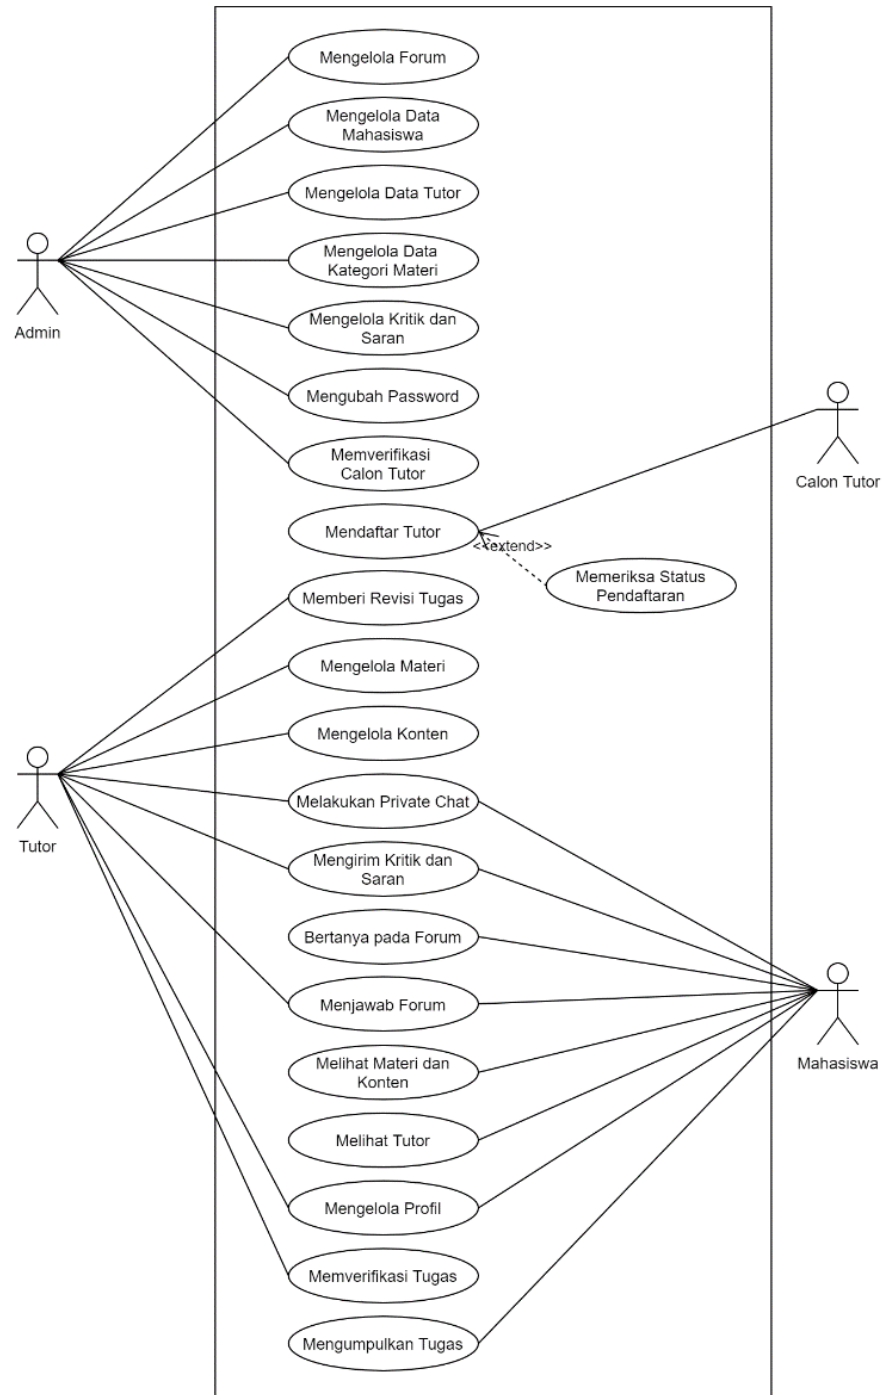 Mengelola Forum
Mengelola Data
Mahasiswa
Mengelola Data Tutor
Mengelola Data
Kategori Materi
Admin
Mengelola Kritik dan
Saran
Mengubah Password
Memverifikasi
Calon Tutor
Calon Tutor
Mendaftar Tutor
<<extend>>
Memeriksa Status
Pendaftaran
Memberi Revisi Tugas
Mengelola Materi
Mengelola Konten
Melakukan Private Chat
Tutor
Mengirim Kritik dan
Saran
Bertanya pada Forum
Menjawab Forum
Mahasiswa
Melihat Materi dan
Konten
Melihat Tutor
Mengelola Profil
Memverifikasi Tugas
Mengumpulkan Tugas